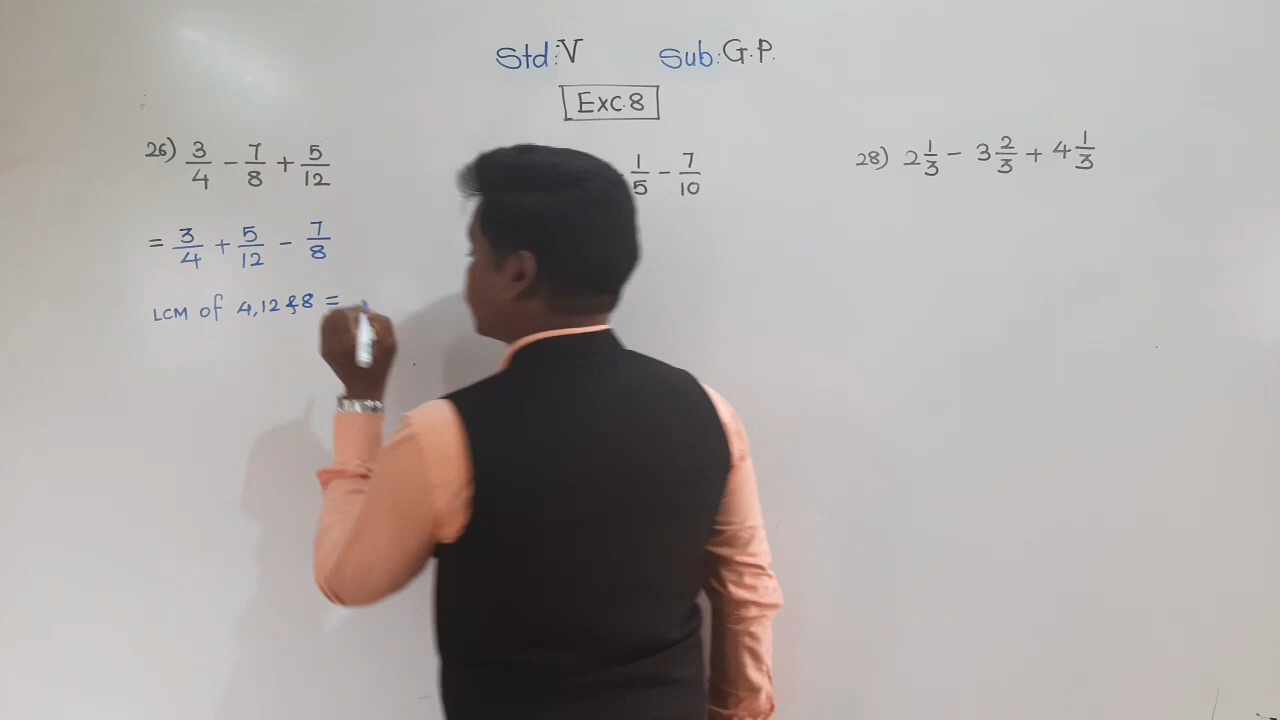 Std:V Sub:G.P.
Exc.8
26) 3/4 - 7/8 + 5/12
1/5 - 7/10
28) 2 1/3 - 3 2/3 + 4 1/3
= 3/4 + 5/12 - 7/8
LCM of 4,12 & 8 =